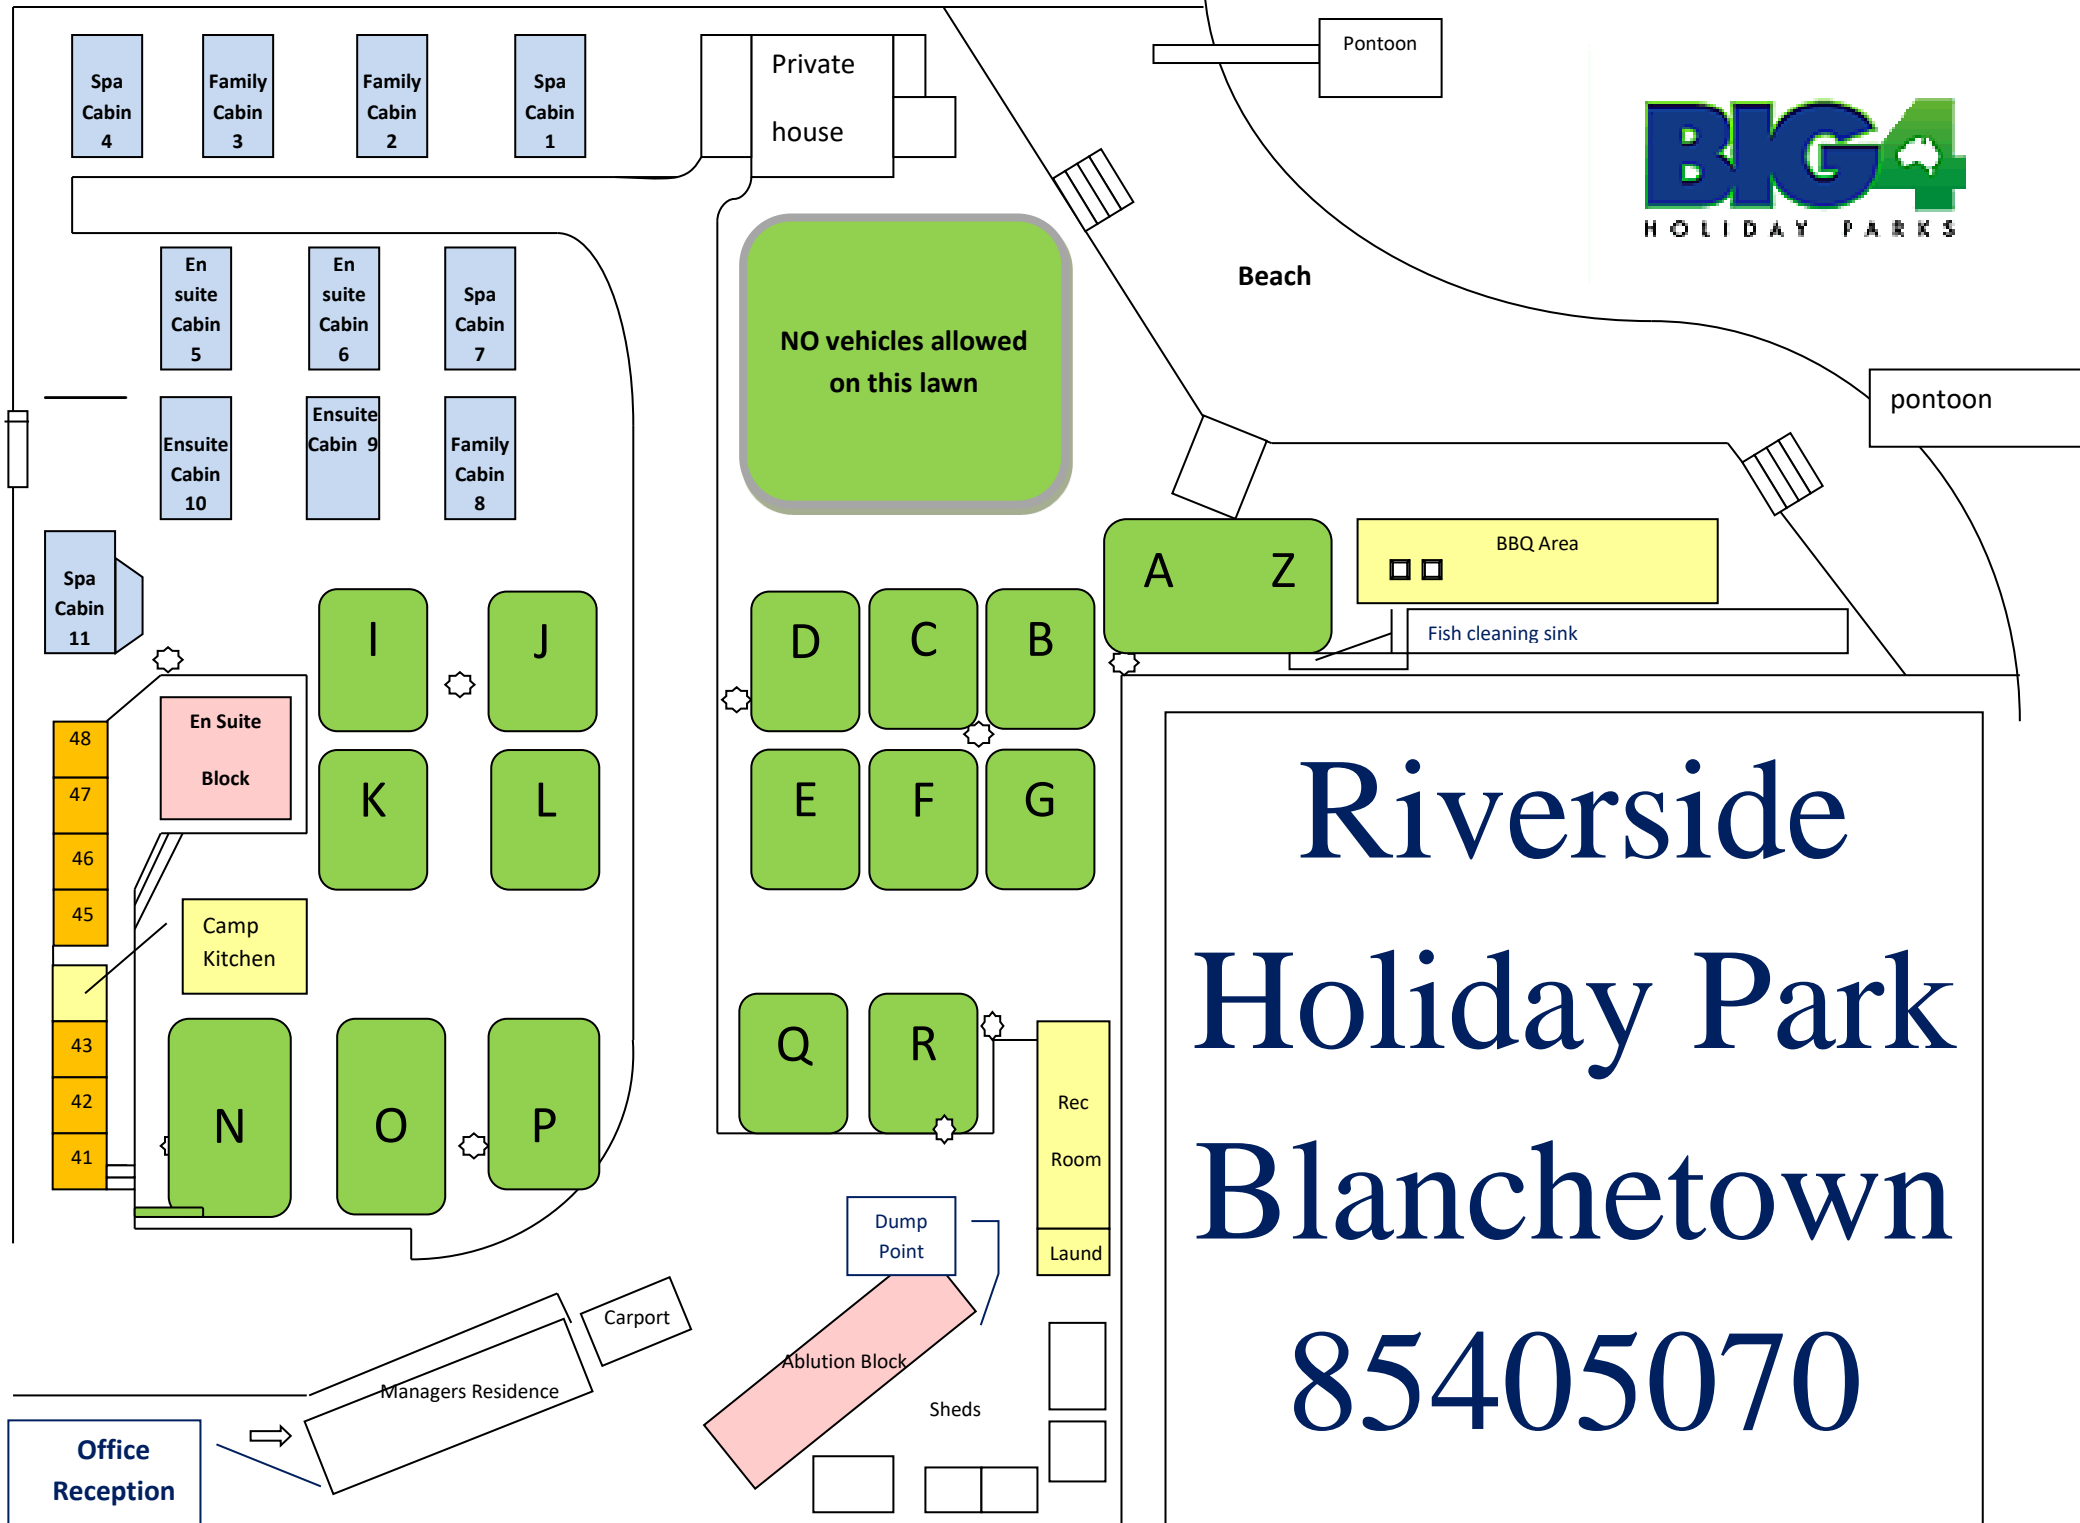 Spa
Cabin
4
Family
Cabin
3
Family
Cabin
2
Spa
Cabin
1
Private
house
Pontoon
BIG4
HOLIDAY PARKS
En
suite
Cabin
5
En
suite
Cabin
6
Spa
Cabin
7
NO vehicles allowed
on this lawn
Beach
pontoon
Ensuite
Cabin
10
Ensuite
Cabin 9
Family
Cabin
8
Spa
Cabin
11
I
J
D
C
B
A Z
BBQ Area
Fish cleaning sink
En Suite
Block
48
47
46
45
K
L
E
F
G
Camp
Kitchen
43
42
41
N
O
P
Q
R
Rec
Room
Laund
Dump
Point
Carport
Managers Residence
Ablution Block
Sheds
Office
Reception
Riverside
Holiday Park
Blanchetown
85405070